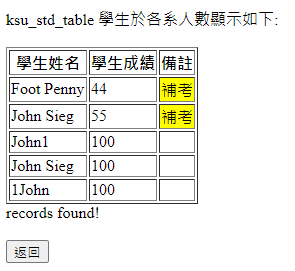 ksu_std_table 學生於各系人數顯示如下:
學生姓名 學生成績 備註
Foot Penny 44 補考
John Sieg 55 補考
John1 100
John Sieg 100
1John 100
records found!
返回